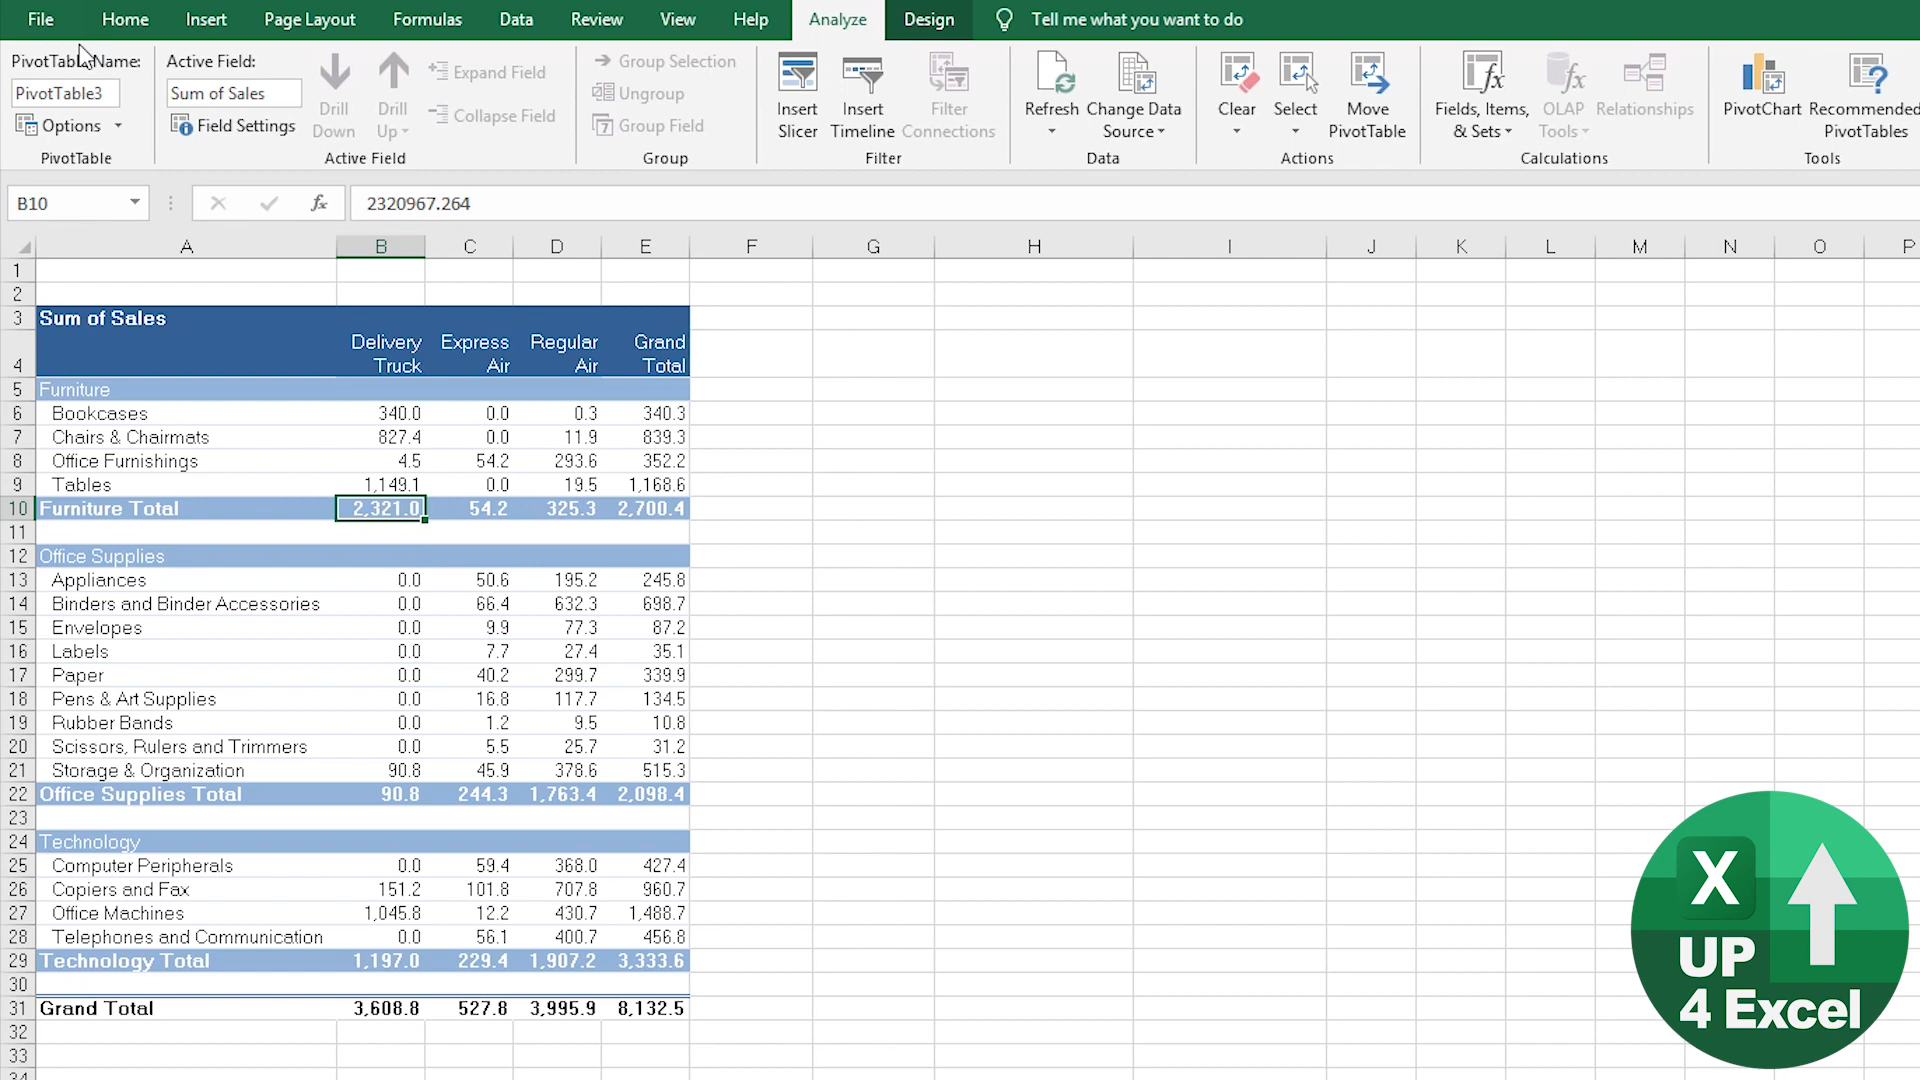 File Home Insert Page Layout Formulas Data Review View Help Analyze Design Tell me what you want to do
PivotTable Name:
PivotTable3
Options
PivotTable
Active Field:
Sum of Sales
Field Settings
Drill Down
Drill Up
Expand Field
Collapse Field
Active Field
Group Selection
Ungroup
Group Field
Group
Insert Slicer
Insert Timeline
Filter Connections
Filter
Refresh
Change Data Source
Data
Clear
Select
Move PivotTable
Actions
Fields, Items, & Sets
OLAP Tools
Relationships
Calculations
PivotChart
Recommended PivotTables
Tools
B10 fx 2320967.264
A B C D E F G H I J K L M N O P
1
2
3 Sum of Sales
4 Delivery Truck Express Air Regular Air Grand Total
5 Furniture
6 Bookcases 340.0 0.0 0.3 340.3
7 Chairs & Chairmats 827.4 0.0 11.9 839.3
8 Office Furnishings 4.5 54.2 293.6 352.2
9 Tables 1,149.1 0.0 19.5 1,168.6
10 Furniture Total 2,321.0 54.2 325.3 2,700.4
11
12 Office Supplies
13 Appliances 0.0 50.6 195.2 245.8
14 Binders and Binder Accessories 0.0 66.4 632.3 698.7
15 Envelopes 0.0 9.9 77.3 87.2
16 Labels 0.0 7.7 27.4 35.1
17 Paper 0.0 40.2 299.7 339.9
18 Pens & Art Supplies 0.0 16.8 117.7 134.5
19 Rubber Bands 0.0 1.2 9.5 10.8
20 Scissors, Rulers and Trimmers 0.0 5.5 25.7 31.2
21 Storage & Organization 90.8 45.9 378.6 515.3
22 Office Supplies Total 90.8 244.3 1,763.4 2,098.4
23
24 Technology
25 Computer Peripherals 0.0 59.4 368.0 427.4
26 Copiers and Fax 151.2 101.8 707.8 960.7
27 Office Machines 1,045.8 12.2 430.7 1,488.7
28 Telephones and Communication 0.0 56.1 400.7 456.8
29 Technology Total 1,197.0 229.4 1,907.2 3,333.6
30
31 Grand Total 3,608.8 527.8 3,995.9 8,132.5
32
33
34
X
UP
4 Excel